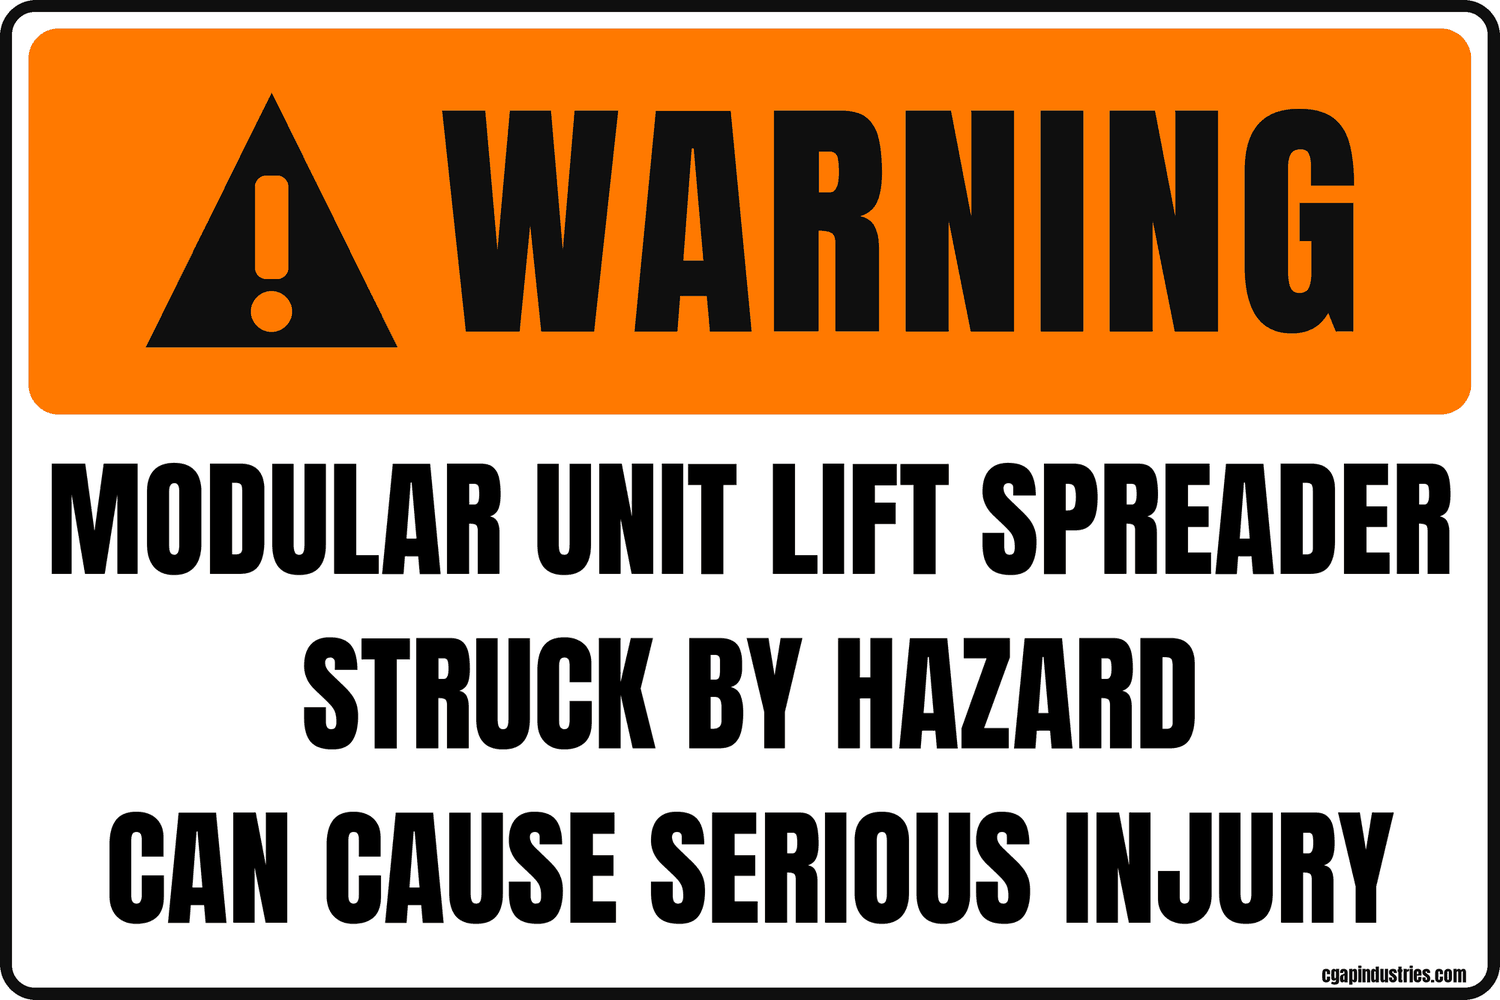 WARNING
MODULAR UNIT LIFT SPREADER
STRUCK BY HAZARD
CAN CAUSE SERIOUS INJURY
cgapindustries.com